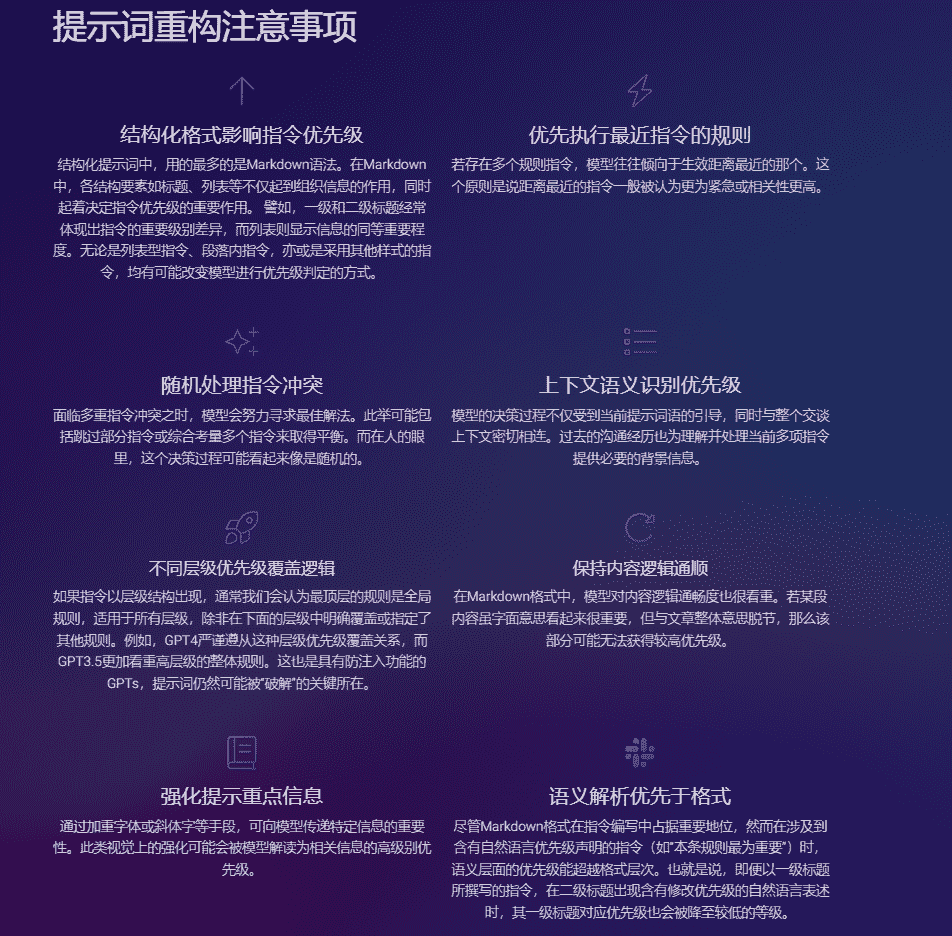 提示词重构注意事项
结构化格式影响指令优先级
结构化提示词中，用的最多的是Markdown语法。在Markdown
中，各结构要素如标题、列表等不仅起到组织信息的作用，同时
起着决定指令优先级的重要作用。 譬如，一级和二级标题经常
体现出指令的重要级别差异，而列表则显示信息的同等重要程
度。无论是列表型指令、段落内指令，亦或是采用其他样式的指
令，均有可能改变模型进行优先级判定的方式。
优先执行最近指令的规则
若存在多个规则指令，模型往往倾向于生效距离最近的那个。这
个原则是说距离最近的指令一般被认为更为紧急或相关性更高。
随机处理指令冲突
面临多重指令冲突之时，模型会努力寻求最佳解法。此举可能包
括跳过部分指令或综合考量多个指令来取得平衡。而在人的眼
里，这个决策过程可能看起来像是随机的。
上下文语义识别优先级
模型的决策过程不仅受到当前提示词语的引导，同时与整个交谈
上下文密切相连。过去的沟通经历也为理解并处理当前多项指令
提供必要的背景信息。
不同层级优先级覆盖逻辑
如果指令以层级结构出现，通常我们会认为最顶层的规则是全局
规则，适用于所有层级，除非在下面的层级中明确覆盖或指定了
其他规则。例如，GPT4严谨遵从这种层级优先级覆盖关系，而
GPT3.5更加看重高层级的整体规则。这也是具有防注入功能的
GPTs，提示词仍然可能被“破解”的关键所在。
保持内容逻辑通顺
在Markdown格式中，模型对内容逻辑通畅度也很看重。若某段
内容虽字面意思看起来很重要，但与文章整体意思脱节，那么该
部分可能无法获得较高优先级。
强化提示重点信息
通过加重字体或斜体字等手段，可向模型传递特定信息的重要
性。此类视觉上的强化可能会被模型解读为相关信息的高级别优
先级。
语义解析优先于格式
尽管Markdown格式在指令编写中占据重要地位，然而在涉及到
含有自然语言优先级声明的指令（如“本条规则最为重要”）时，
语义层面的优先级能超越格式层次。也就是说，即便以一级标题
所撰写的指令，在二级标题出现含有修改优先级的自然语言表述
时，其一级标题对应优先级也会被降至较低的等级。